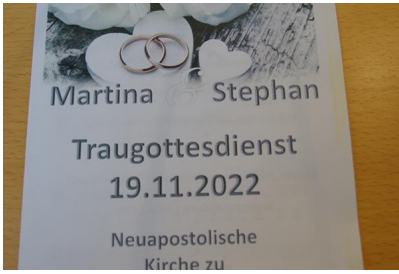 Martina Stephan
Traugottesdienst
19.11.2022
Neuapostolische
Kirche zu